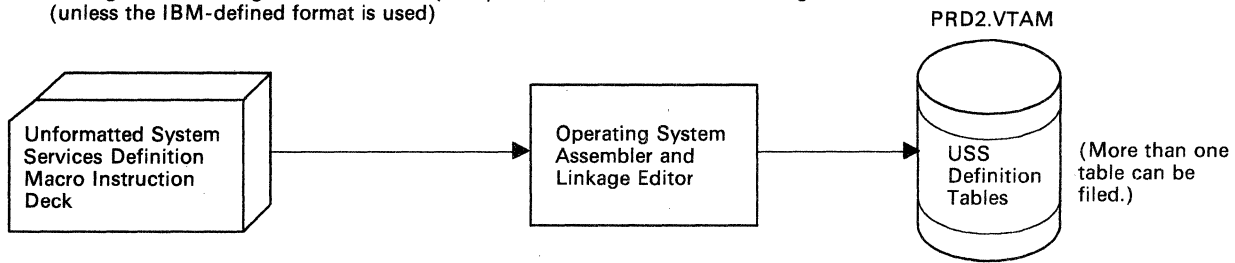 (unless the IBM-defined format is used)
PRD2.VTAM
Unformatted System
Services Definition
Macro Instruction
Deck
Operating System
Assembler and
Linkage Editor
USS
Definition
Tables
(More than one
table can be
filed.)